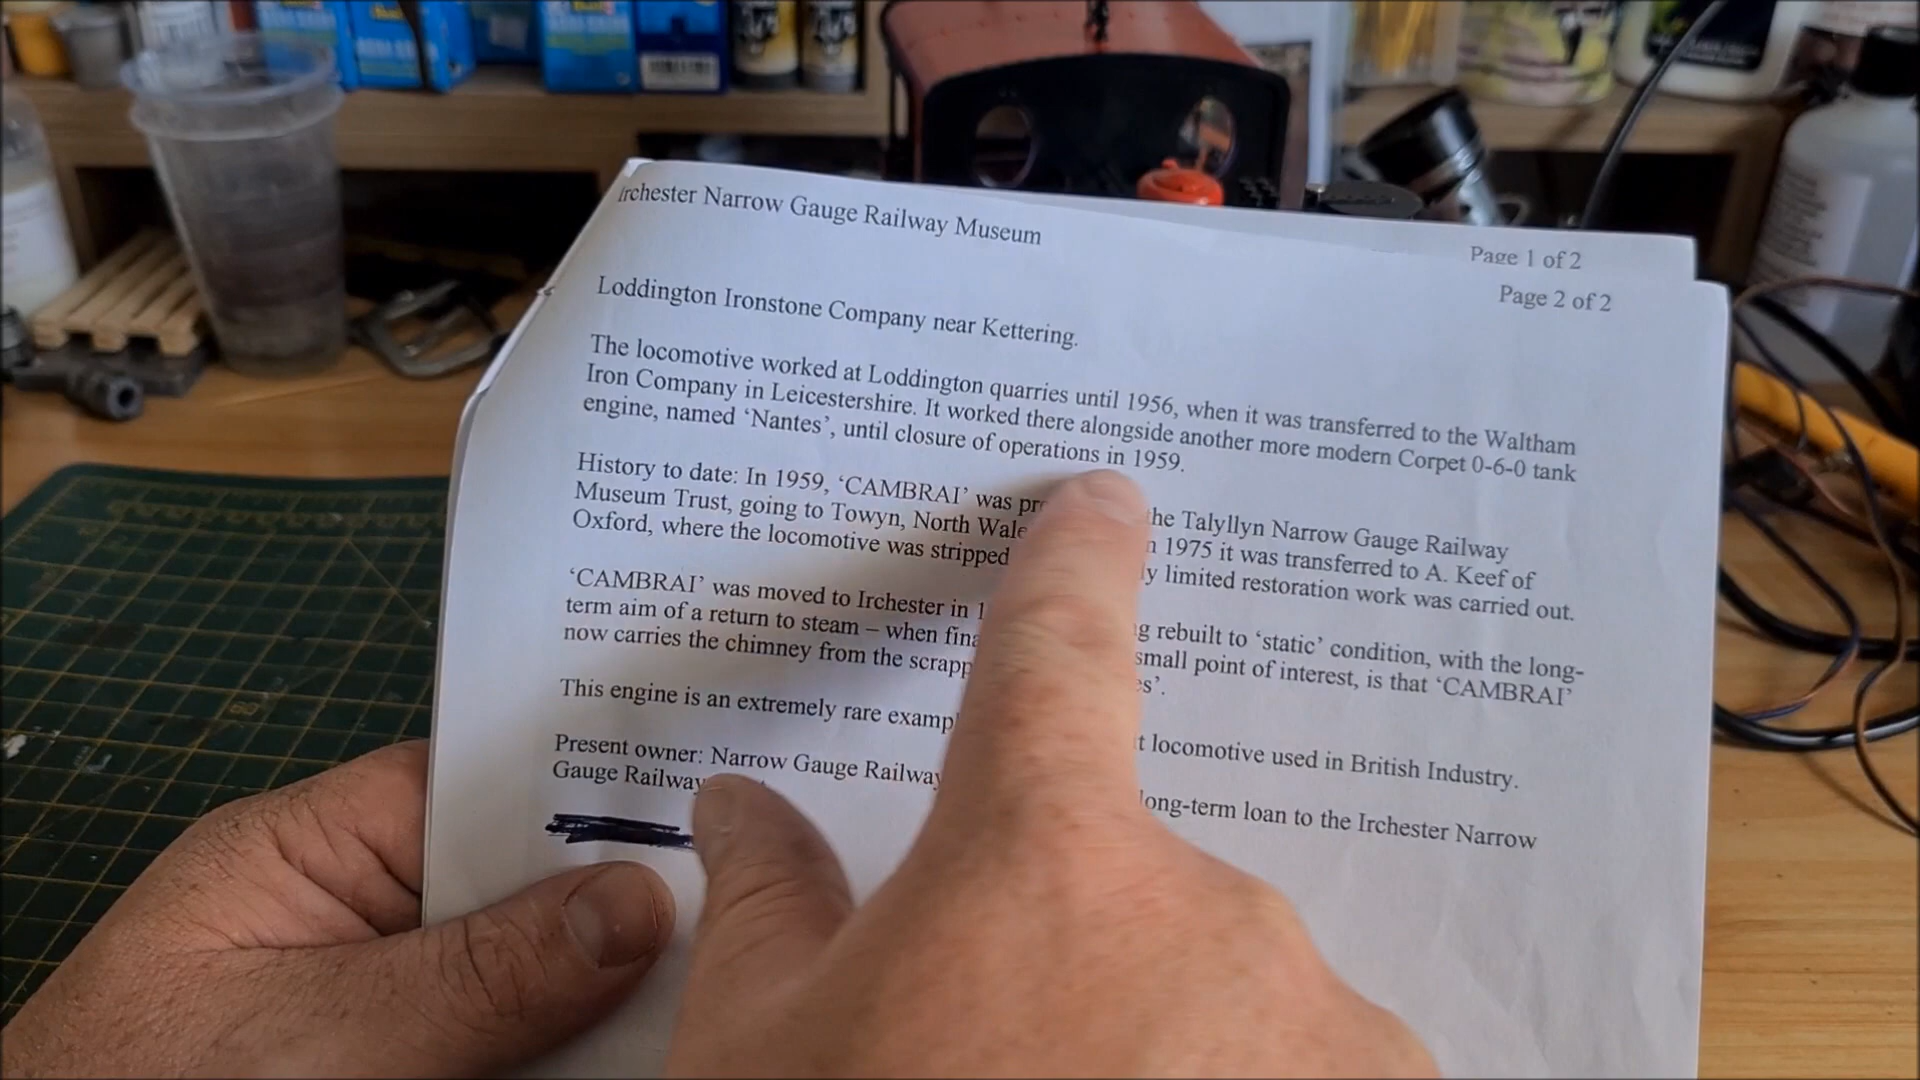 Irchester Narrow Gauge Railway Museum
Page 1 of 2
Page 2 of 2
Loddington Ironstone Company near Kettering.
The locomotive worked at Loddington quarries until 1956, when it was transferred to the Waltham
Iron Company in Leicestershire. It worked there alongside another more modern Corpet 0-6-0 tank
engine, named ‘Nantes’, until closure of operations in 1959.
History to date: In 1959, ‘CAMBRAI’ was the Talyllyn Narrow Gauge Railway
Museum Trust, going to Towyn, North 1975 it was transferred to A. Keef of
Oxford, where the locomotive was stripped limited restoration work was carried out.
‘CAMBRAI’ was moved to Irchester in rebuilt to ‘static’ condition, with the long-
term aim of a return to steam – when small point of interest, is that ‘CAMBRAI’
now carries the chimney from the
This engine is an extremely rare locomotive used in British Industry.
Present owner: Narrow Gauge Railway long-term loan to the Irchester Narrow
Gauge Railway